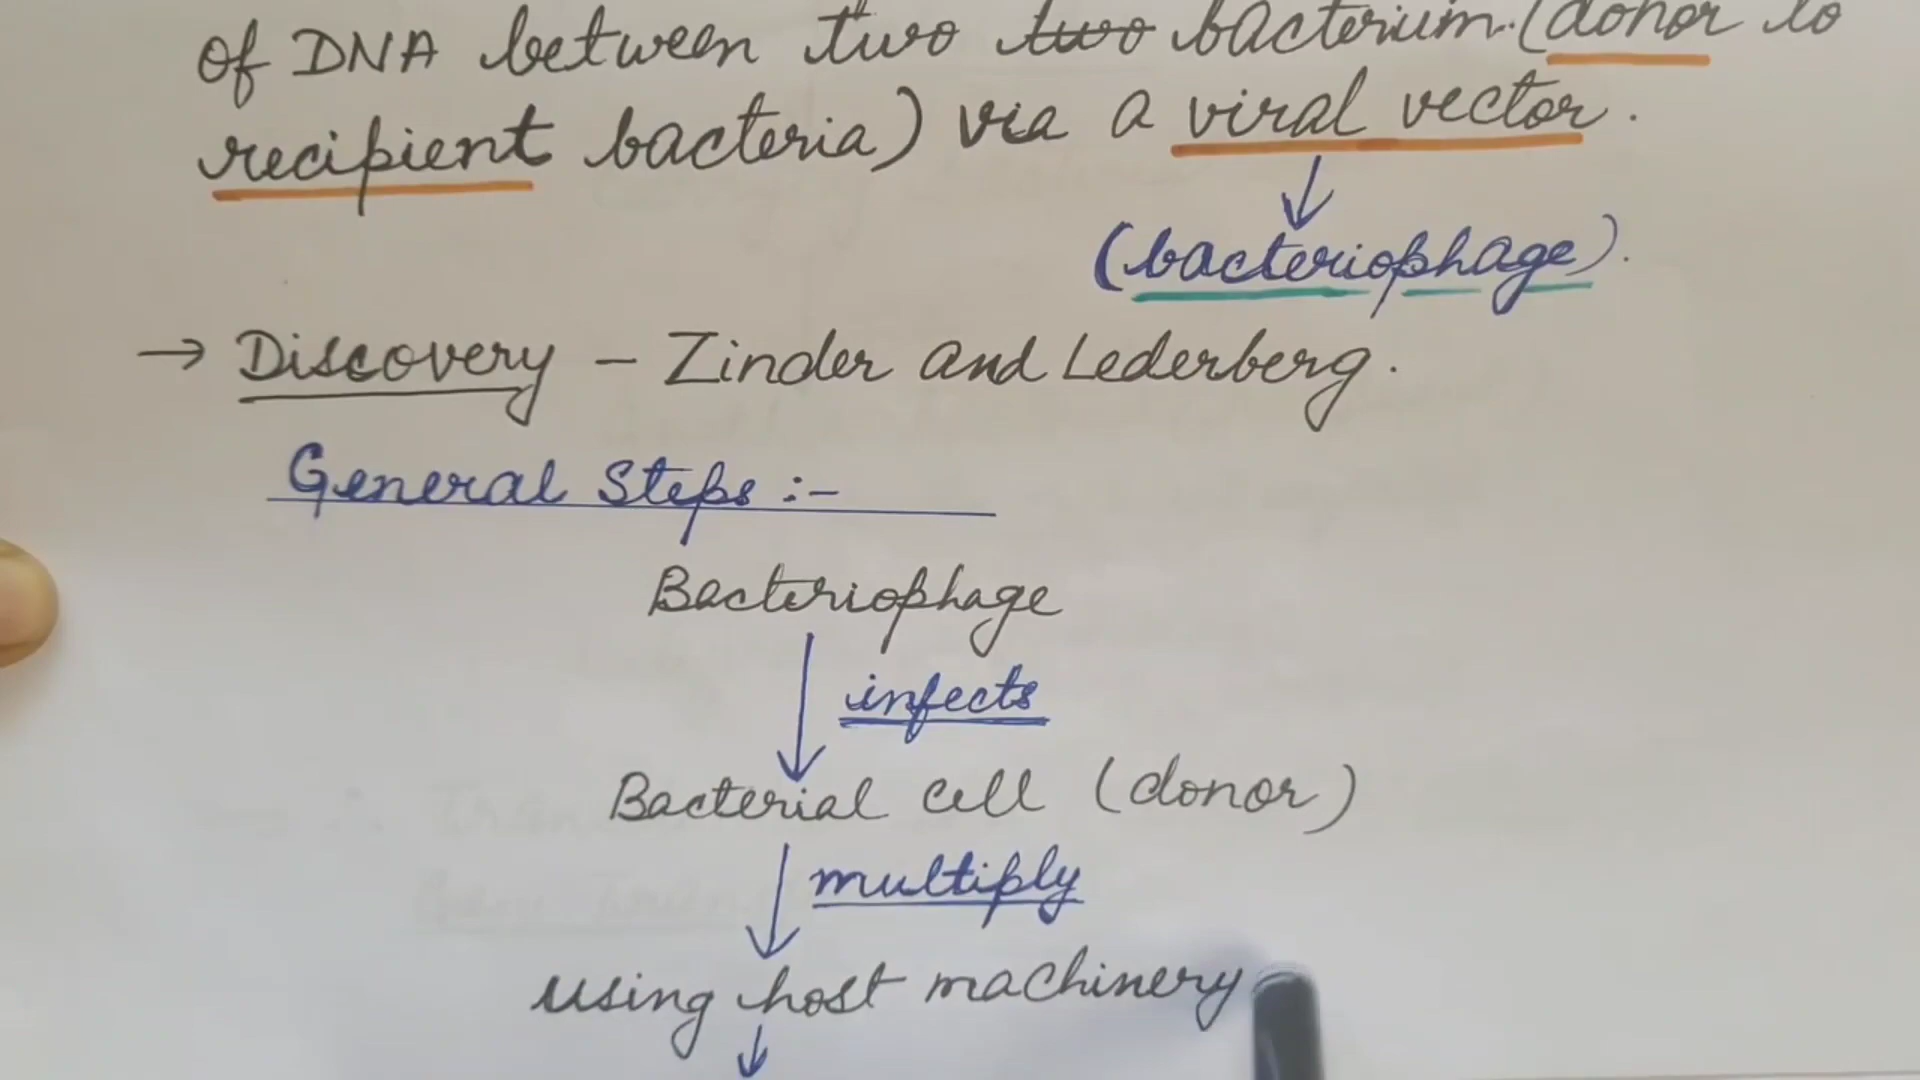 of DNA between two two bacterium. (donor to
recipient bacteria) via a viral vector.
↓
(bacteriophage).
→ Discovery - Zinder and Lederberg.
General Steps :-
Bacteriophage
↓ infects
Bacterial cell (donor)
↓ multiply
using host machinery
↓